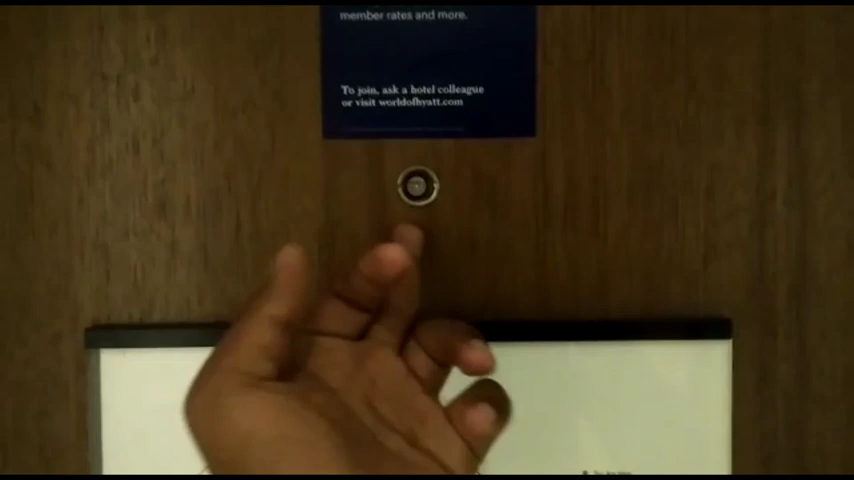 member rates and more.
To join, ask a hotel colleague
or visit worldofhyatt.com